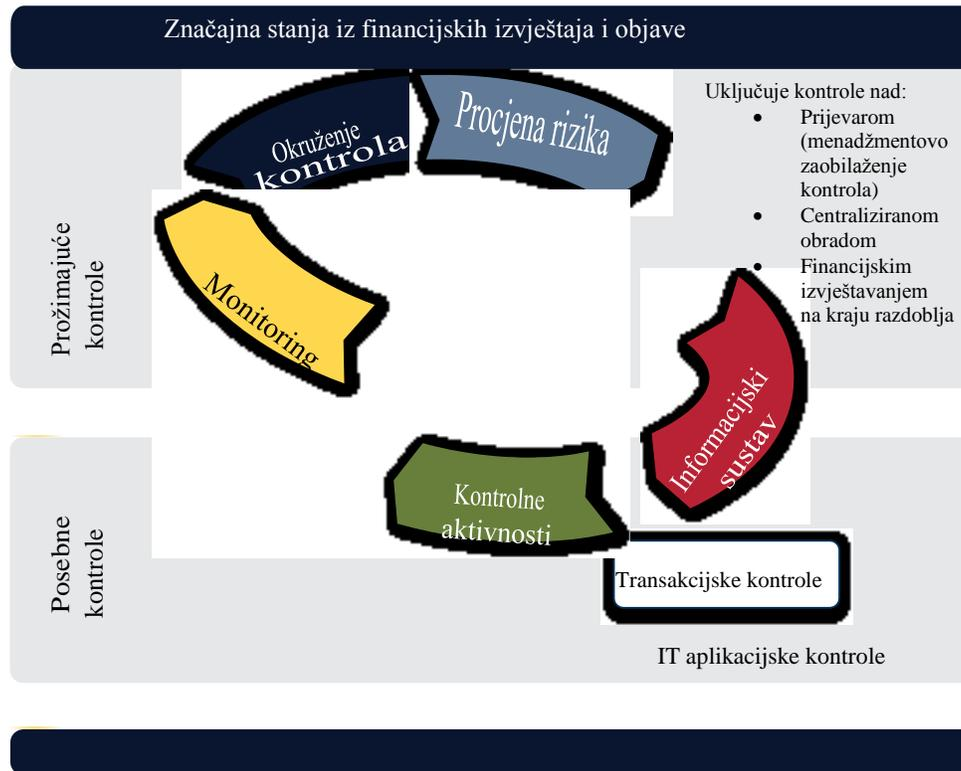 Značajna stanja iz financijskih izvještaja i objave
Okruženje
kontrola
Procjena rizika
Uključuje kontrole nad:
• Prijevarom
(menadžmentovo
zaobilaženje
kontrola)
• Centraliziranom
obradom
• Financijskim
izvještavanjem
na kraju razdoblja
Prožimajuće
kontrole
Monitoring
Informacijski
sustav
Posebne
kontrole
Kontrolne
aktivnosti
Transakcijske kontrole
IT aplikacijske kontrole